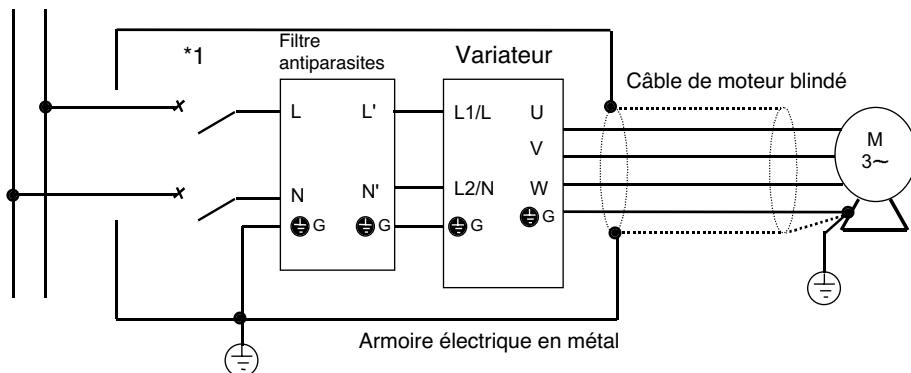 *1
Filtre
antiparasites
Variateur
Câble de moteur blindé
L L' L1/L U
V
M
3~
N N' L2/N W
G G G G
Armoire électrique en métal